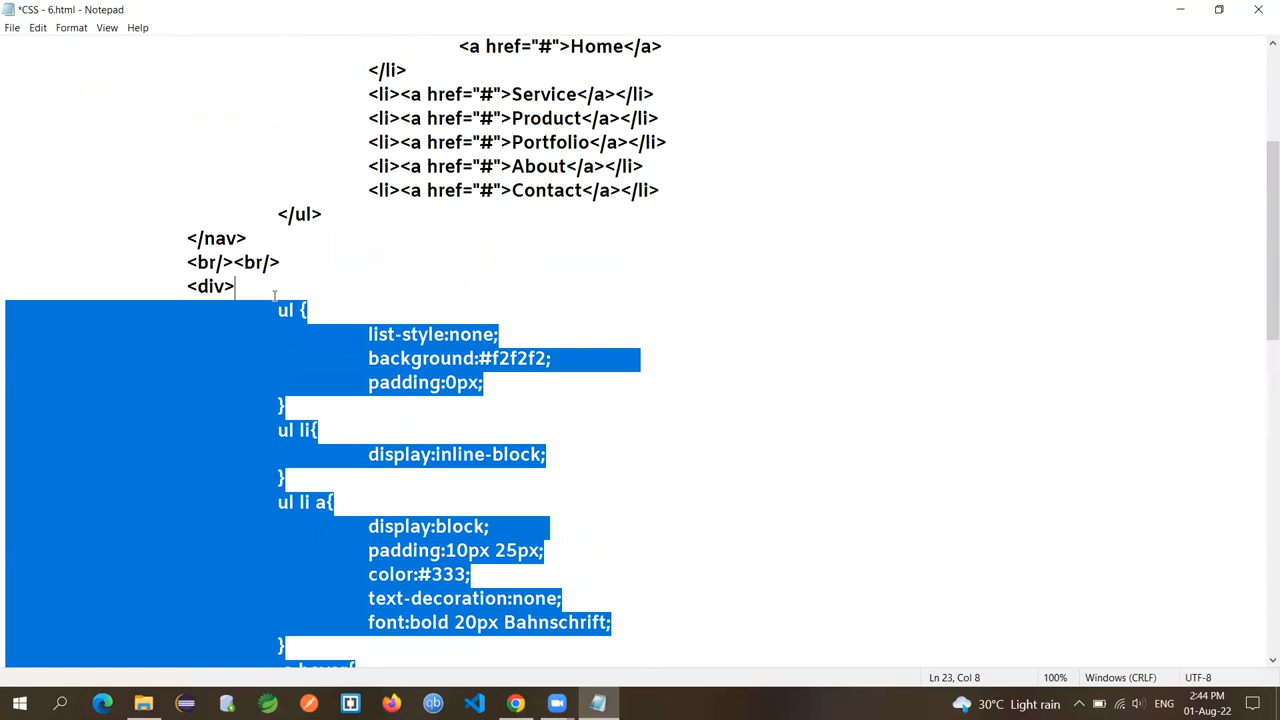 *CSS - 6.html - Notepad
File Edit Format View Help
<a href="#">Home</a>
</li>
<li><a href="#">Service</a></li>
<li><a href="#">Product</a></li>
<li><a href="#">Portfolio</a></li>
<li><a href="#">About</a></li>
<li><a href="#">Contact</a></li>
</ul>
</nav>
<br/><br/>
<div>
ul {
list-style:none;
background:#f2f2f2;
padding:0px;
}
ul li{
display:inline-block;
}
ul li a{
display:block;
padding:10px 25px;
color:#333;
text-decoration:none;
font:bold 20px Bahnschrift;
}
Ln 23, Col 8 100% Windows (CRLF) UTF-8
30°C Light rain ENG 2:44 PM
01-Aug-22